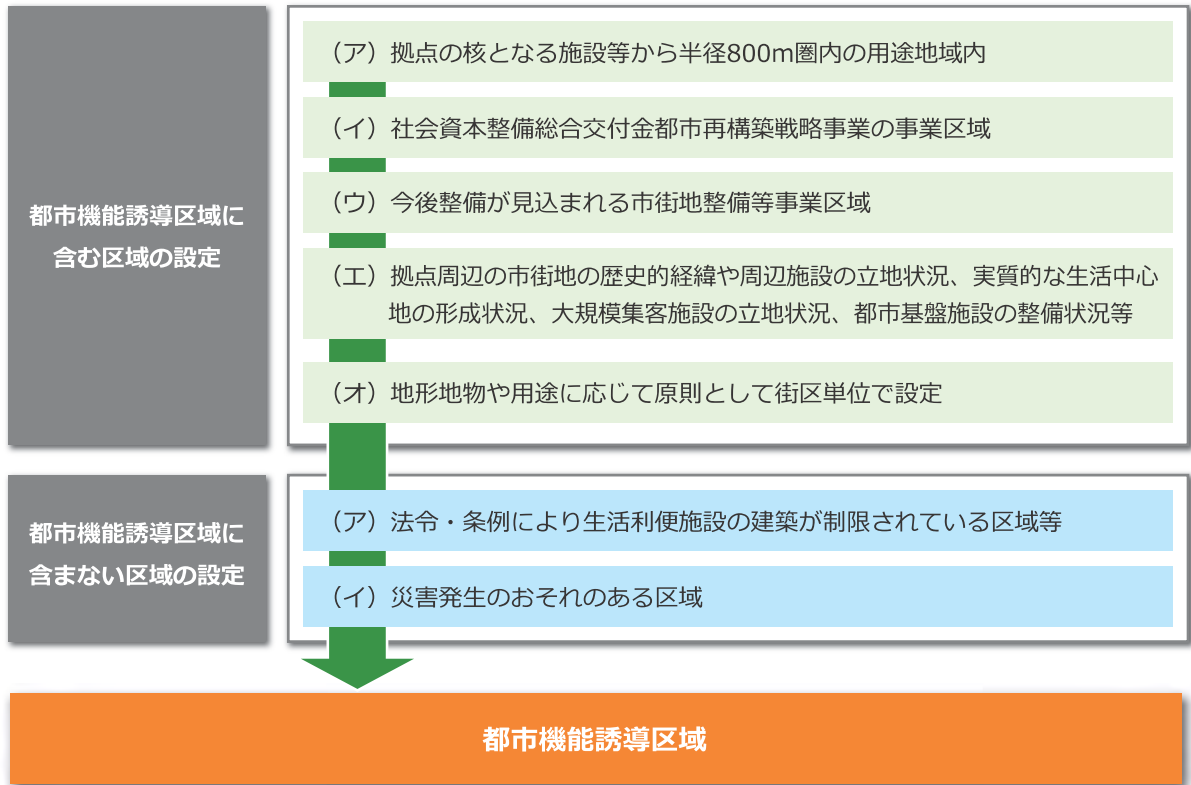 都市機能誘導区域に
含む区域の設定
（ア）拠点の核となる施設等から半径800m圏内の用途地域内
（イ）社会資本整備総合交付金都市再構築戦略事業の事業区域
（ウ）今後整備が見込まれる市街地整備等事業区域
（エ）拠点周辺の市街地の歴史的経緯や周辺施設の立地状況、実質的な生活中心
地の形成状況、大規模集客施設の立地状況、都市基盤施設の整備状況等
（オ）地形地物や用途に応じて原則として街区単位で設定
都市機能誘導区域に
含まない区域の設定
（ア）法令・条例により生活利便施設の建築が制限されている区域等
（イ）災害発生のおそれのある区域
都市機能誘導区域